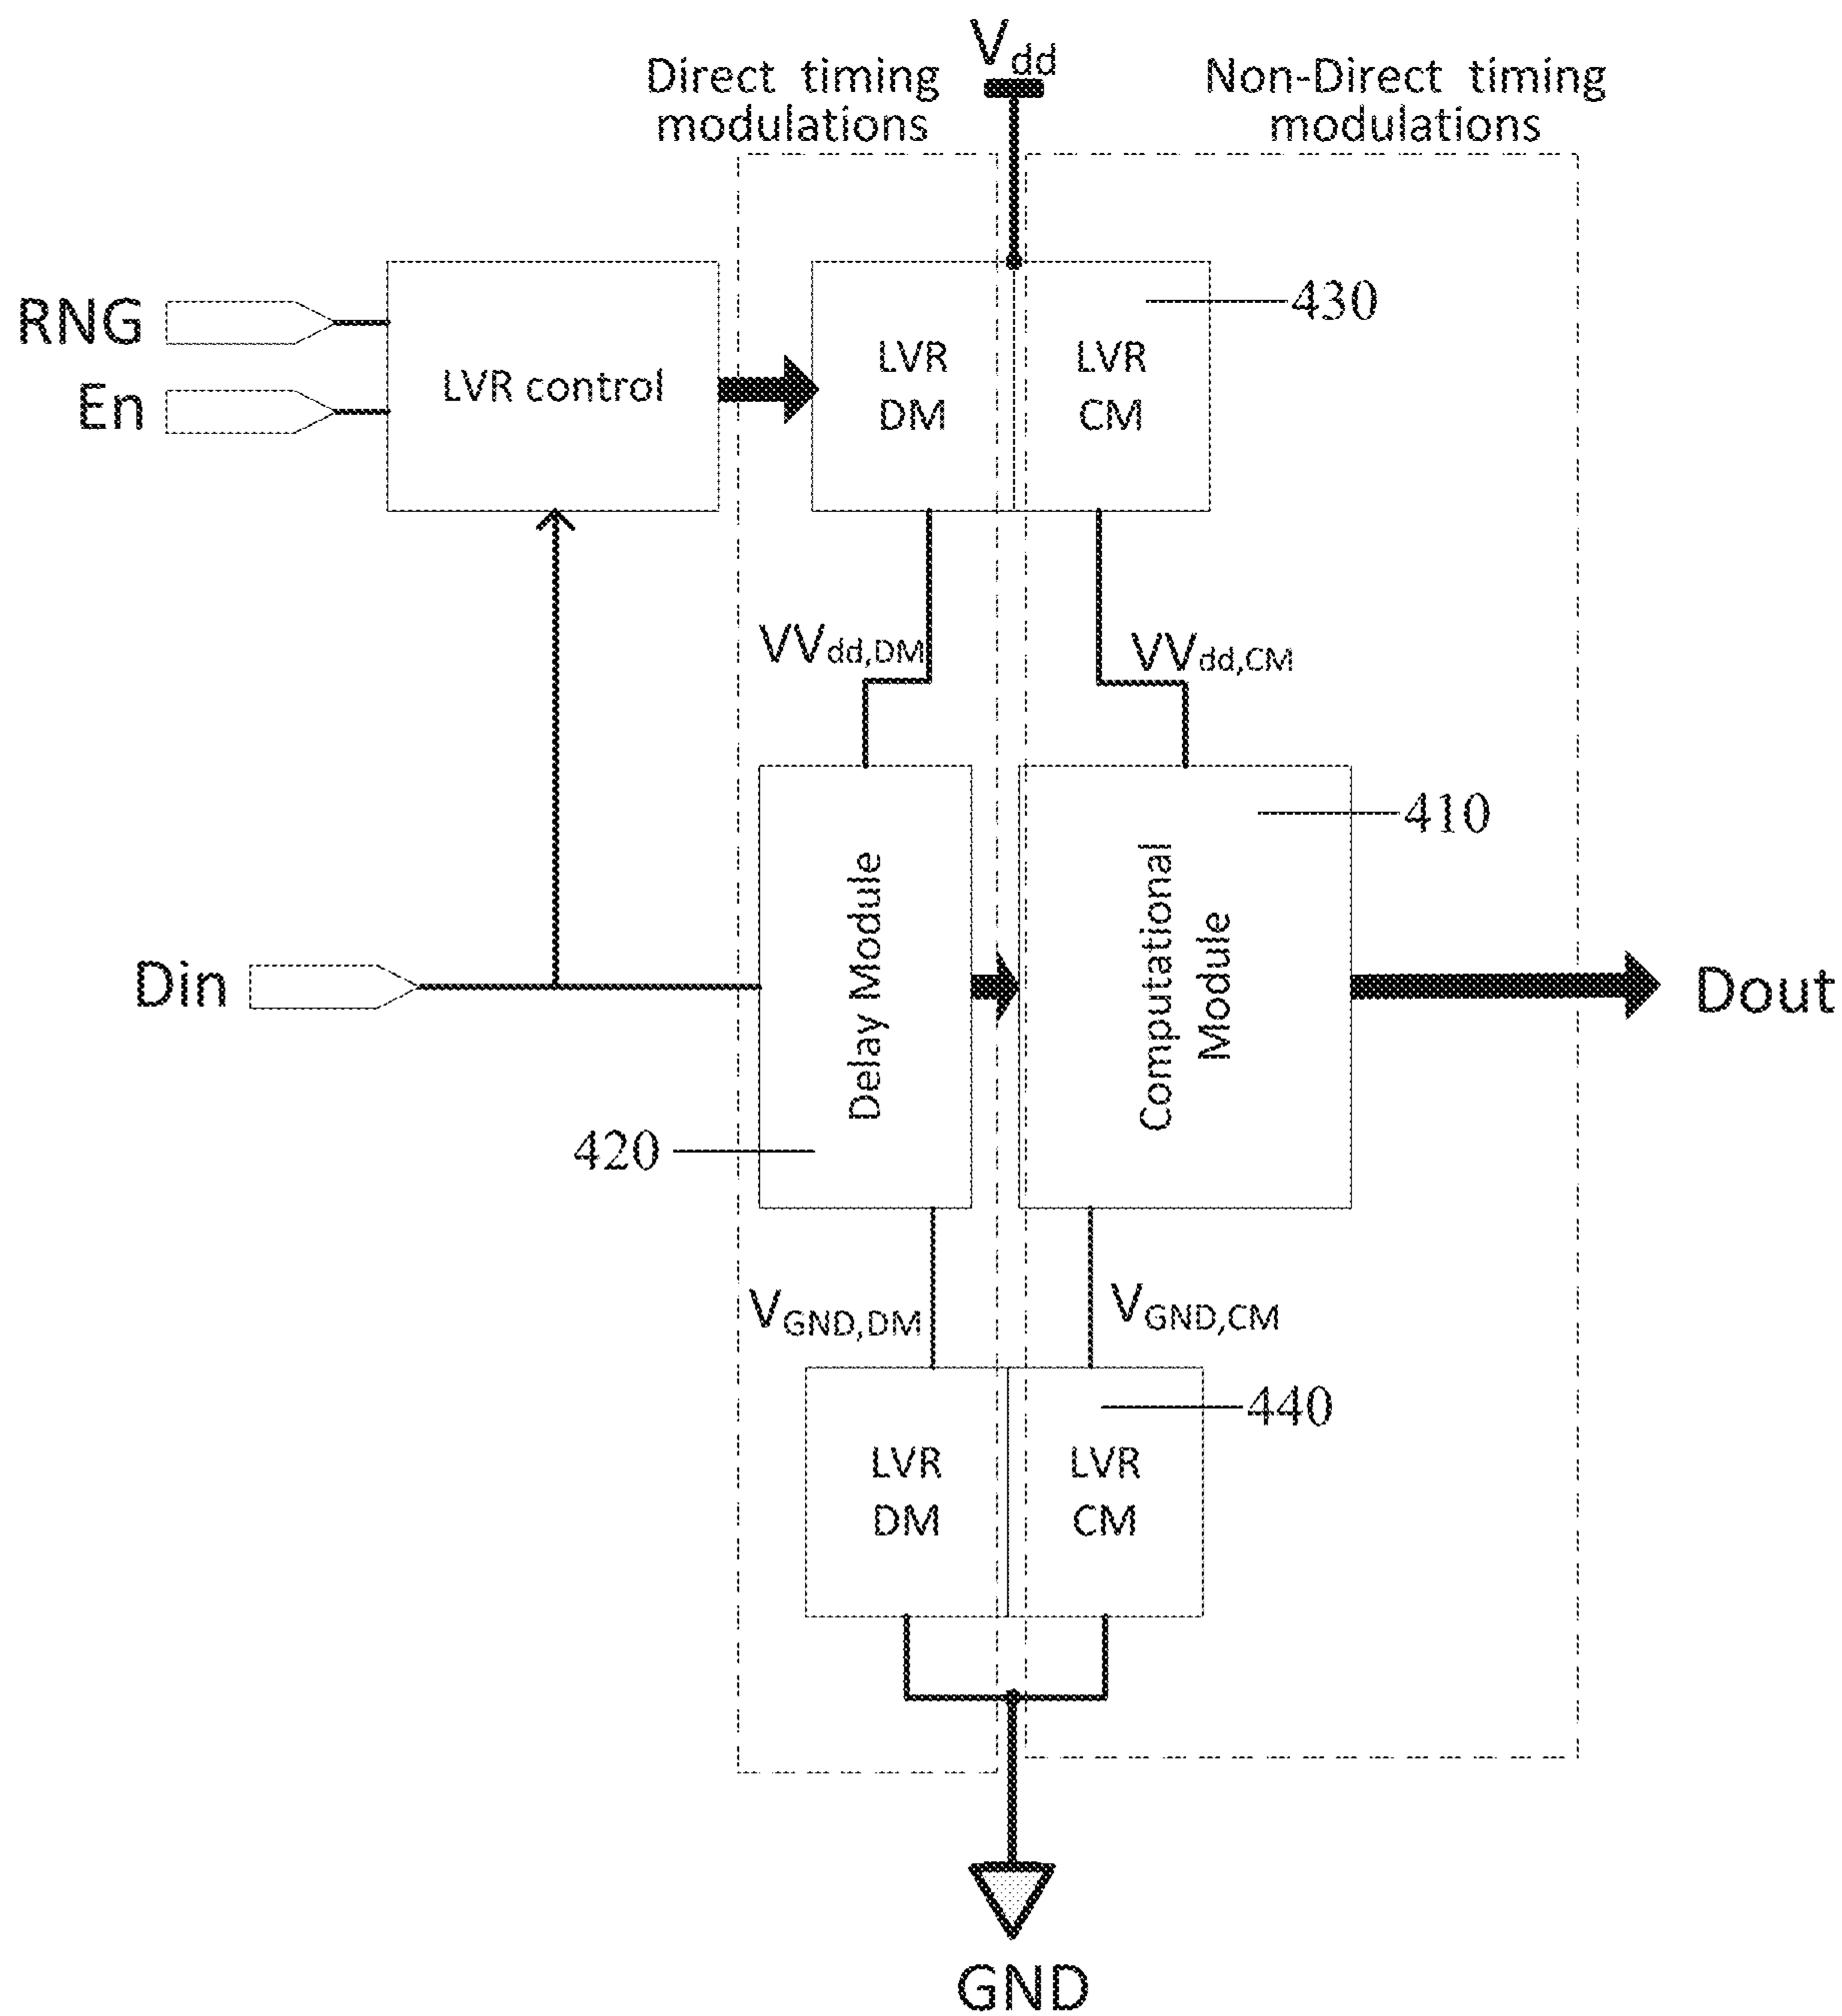 Vdd
Direct timing
modulations
Non-Direct timing
modulations
RNG
En
LVR control
LVR
DM
LVR
CM
430
VVdd,DM
VVdd,CM
Din
Delay Module
420
Computational
Module
410
Dout
VGND,DM
VGND,CM
LVR
DM
LVR
CM
440
GND